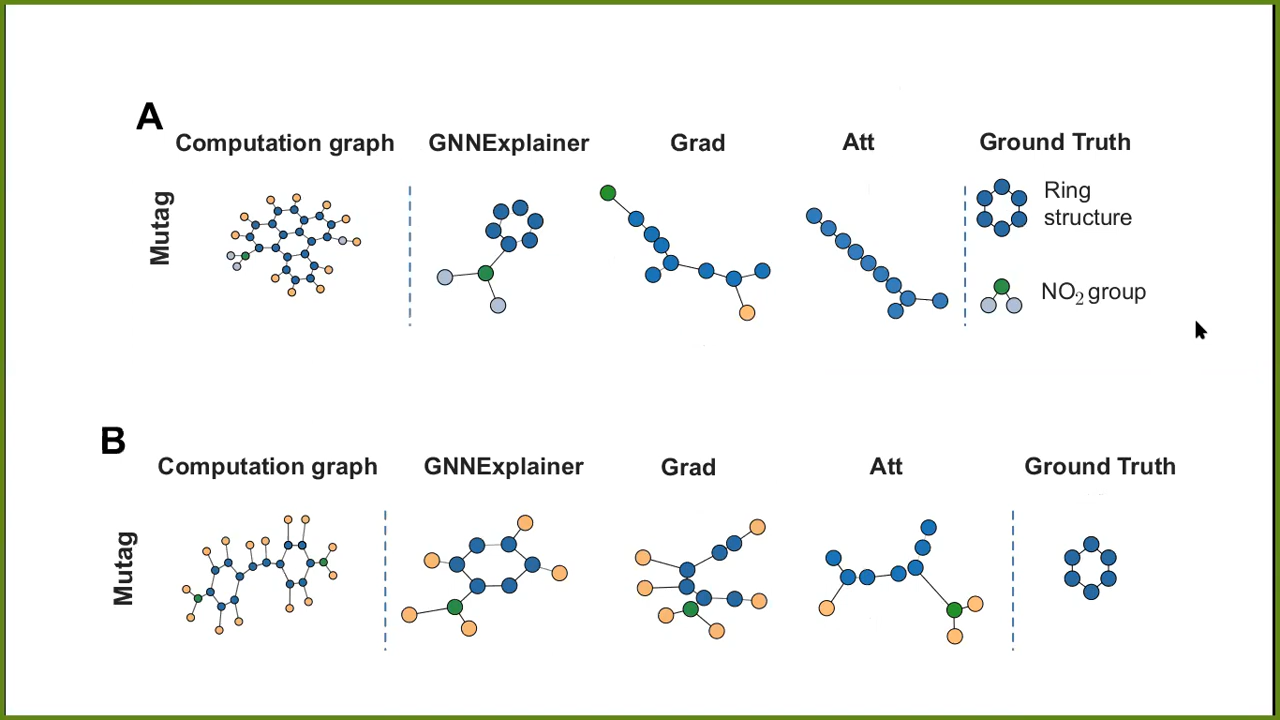 A
Computation graph GNNExplainer Grad Att Ground Truth
Mutag
Ring
structure
NO2 group
B
Computation graph GNNExplainer Grad Att Ground Truth
Mutag